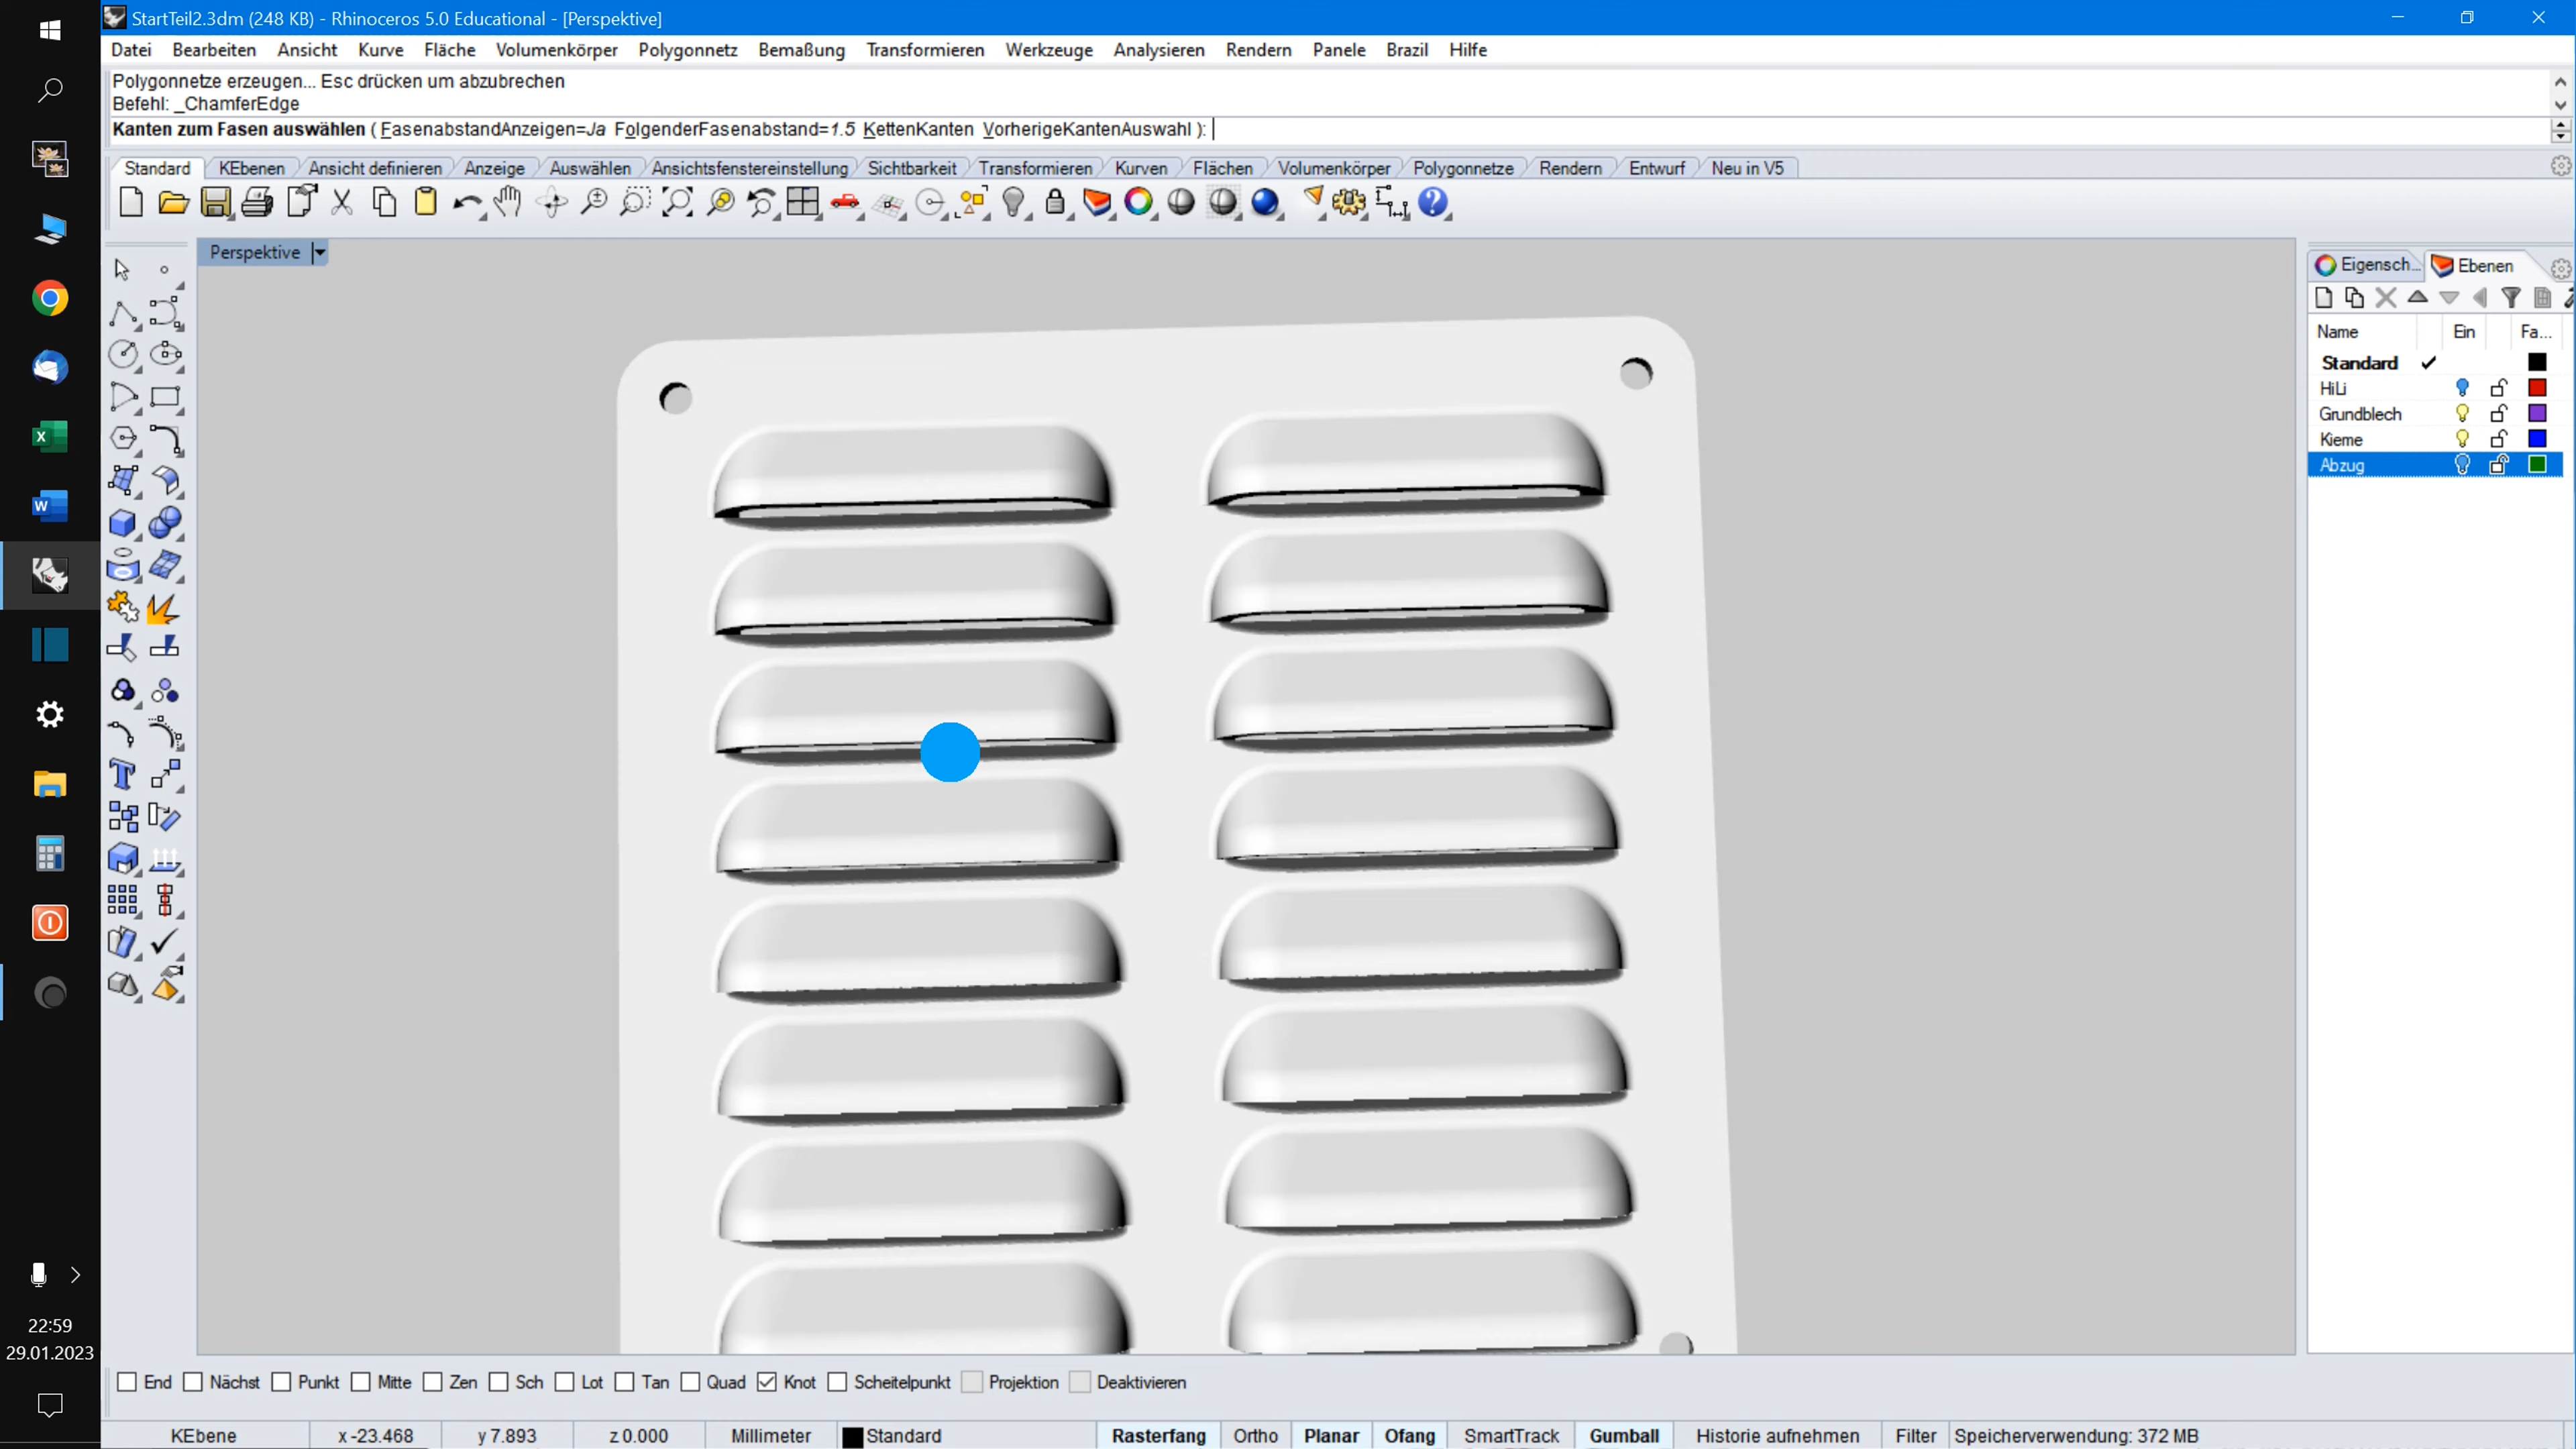 StartTeil2.3dm (248 KB) - Rhinoceros 5.0 Educational - [Perspektive]
Datei Bearbeiten Ansicht Kurve Fläche Volumenkörper Polygonnetz Bemaßung Transformieren Werkzeuge Analysieren Rendern Panele Brazil Hilfe
Polygonnetze erzeugen... Esc drücken um abzubrechen
Befehl: _ChamferEdge
Kanten zum Fasen auswählen ( FasenabstandAnzeigen=Ja FolgenderFasenabstand=1.5 KettenKanten VorherigeKantenAuswahl ):
Standard KEbenen Ansicht definieren Anzeige Auswählen Ansichtsfenstereinstellung Sichtbarkeit Transformieren Kurven Flächen Volumenkörper Polygonnetze Rendern Entwurf Neu in V5
Perspektive
Eigensch... Ebenen
Name Ein Fa...
Standard
HiLi
Grundblech
Kieme
Abzug
22:59
29.01.2023
End Nächst Punkt Mitte Zen Sch Lot Tan Quad Knot Scheitelpunkt Projektion Deaktivieren
KEbene x -23.468 y 7.893 z 0.000 Millimeter Standard Rasterfang Ortho Planar Ofang SmartTrack Gumball Historie aufnehmen Filter Speicherverwendung: 372 MB